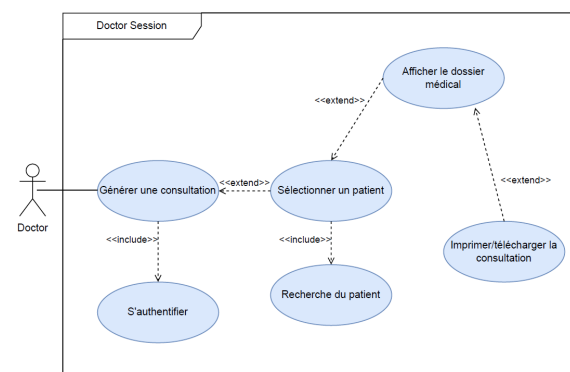 Doctor Session
Afficher le dossier
médical
<<extend>>
<<extend>>
Générer une consultation
<<extend>>
Sélectionner un patient
Doctor
<<include>>
<<include>>
Imprimer/télécharger la
consultation
S'authentifier
Recherche du patient